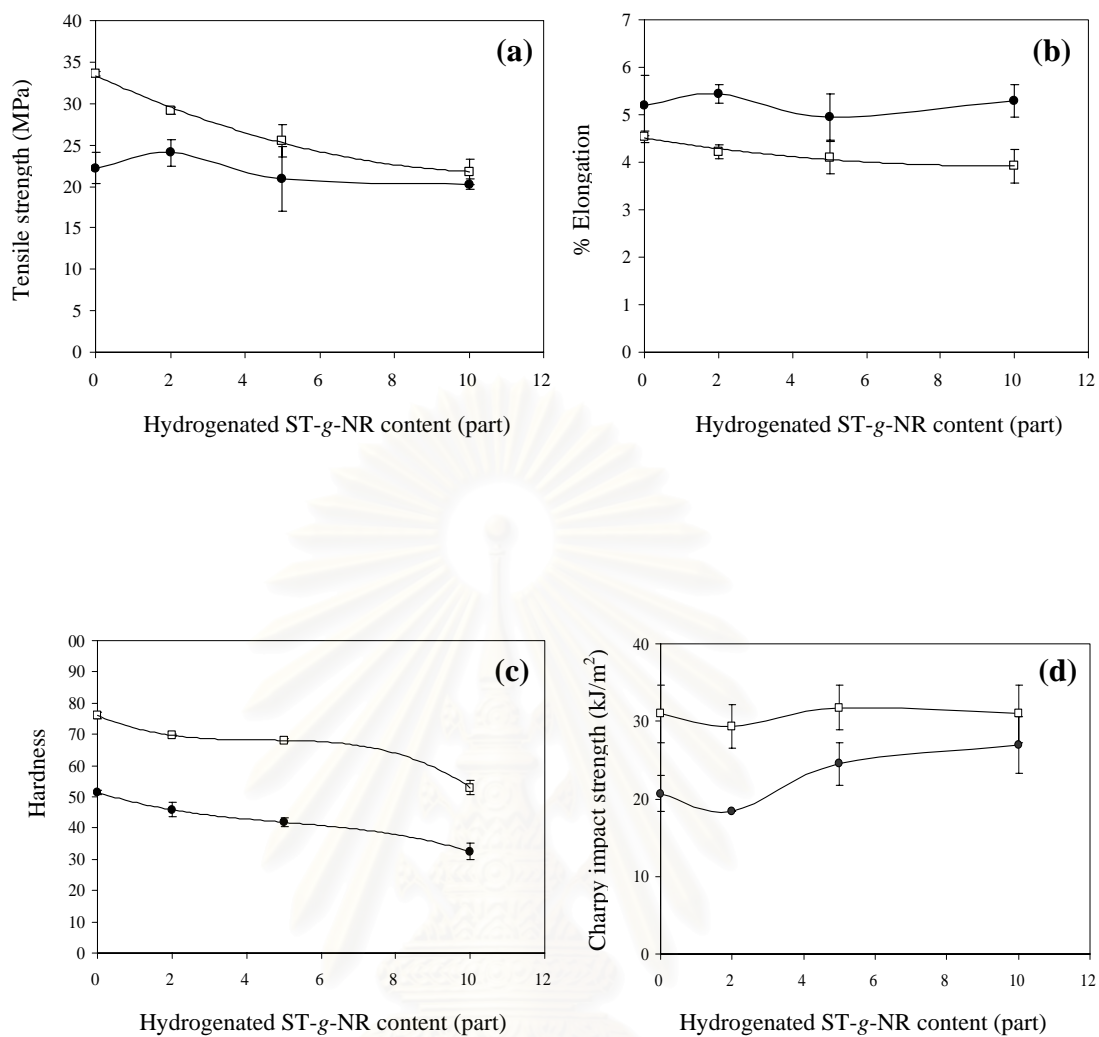 (a)
Tensile strength (MPa)
40
35
30
25
20
15
10
5
0
0 2 4 6 8 10 12
Hydrogenated ST-g-NR content (part)
(b)
% Elongation
7
6
5
4
3
2
1
0
0 2 4 6 8 10 12
Hydrogenated ST-g-NR content (part)
(c)
Hardness
00
90
80
70
60
50
40
30
20
10
0
0 2 4 6 8 10 12
Hydrogenated ST-g-NR content (part)
(d)
Charpy impact strength (kJ/m²)
40
30
20
10
0
0 2 4 6 8 10 12
Hydrogenated ST-g-NR content (part)